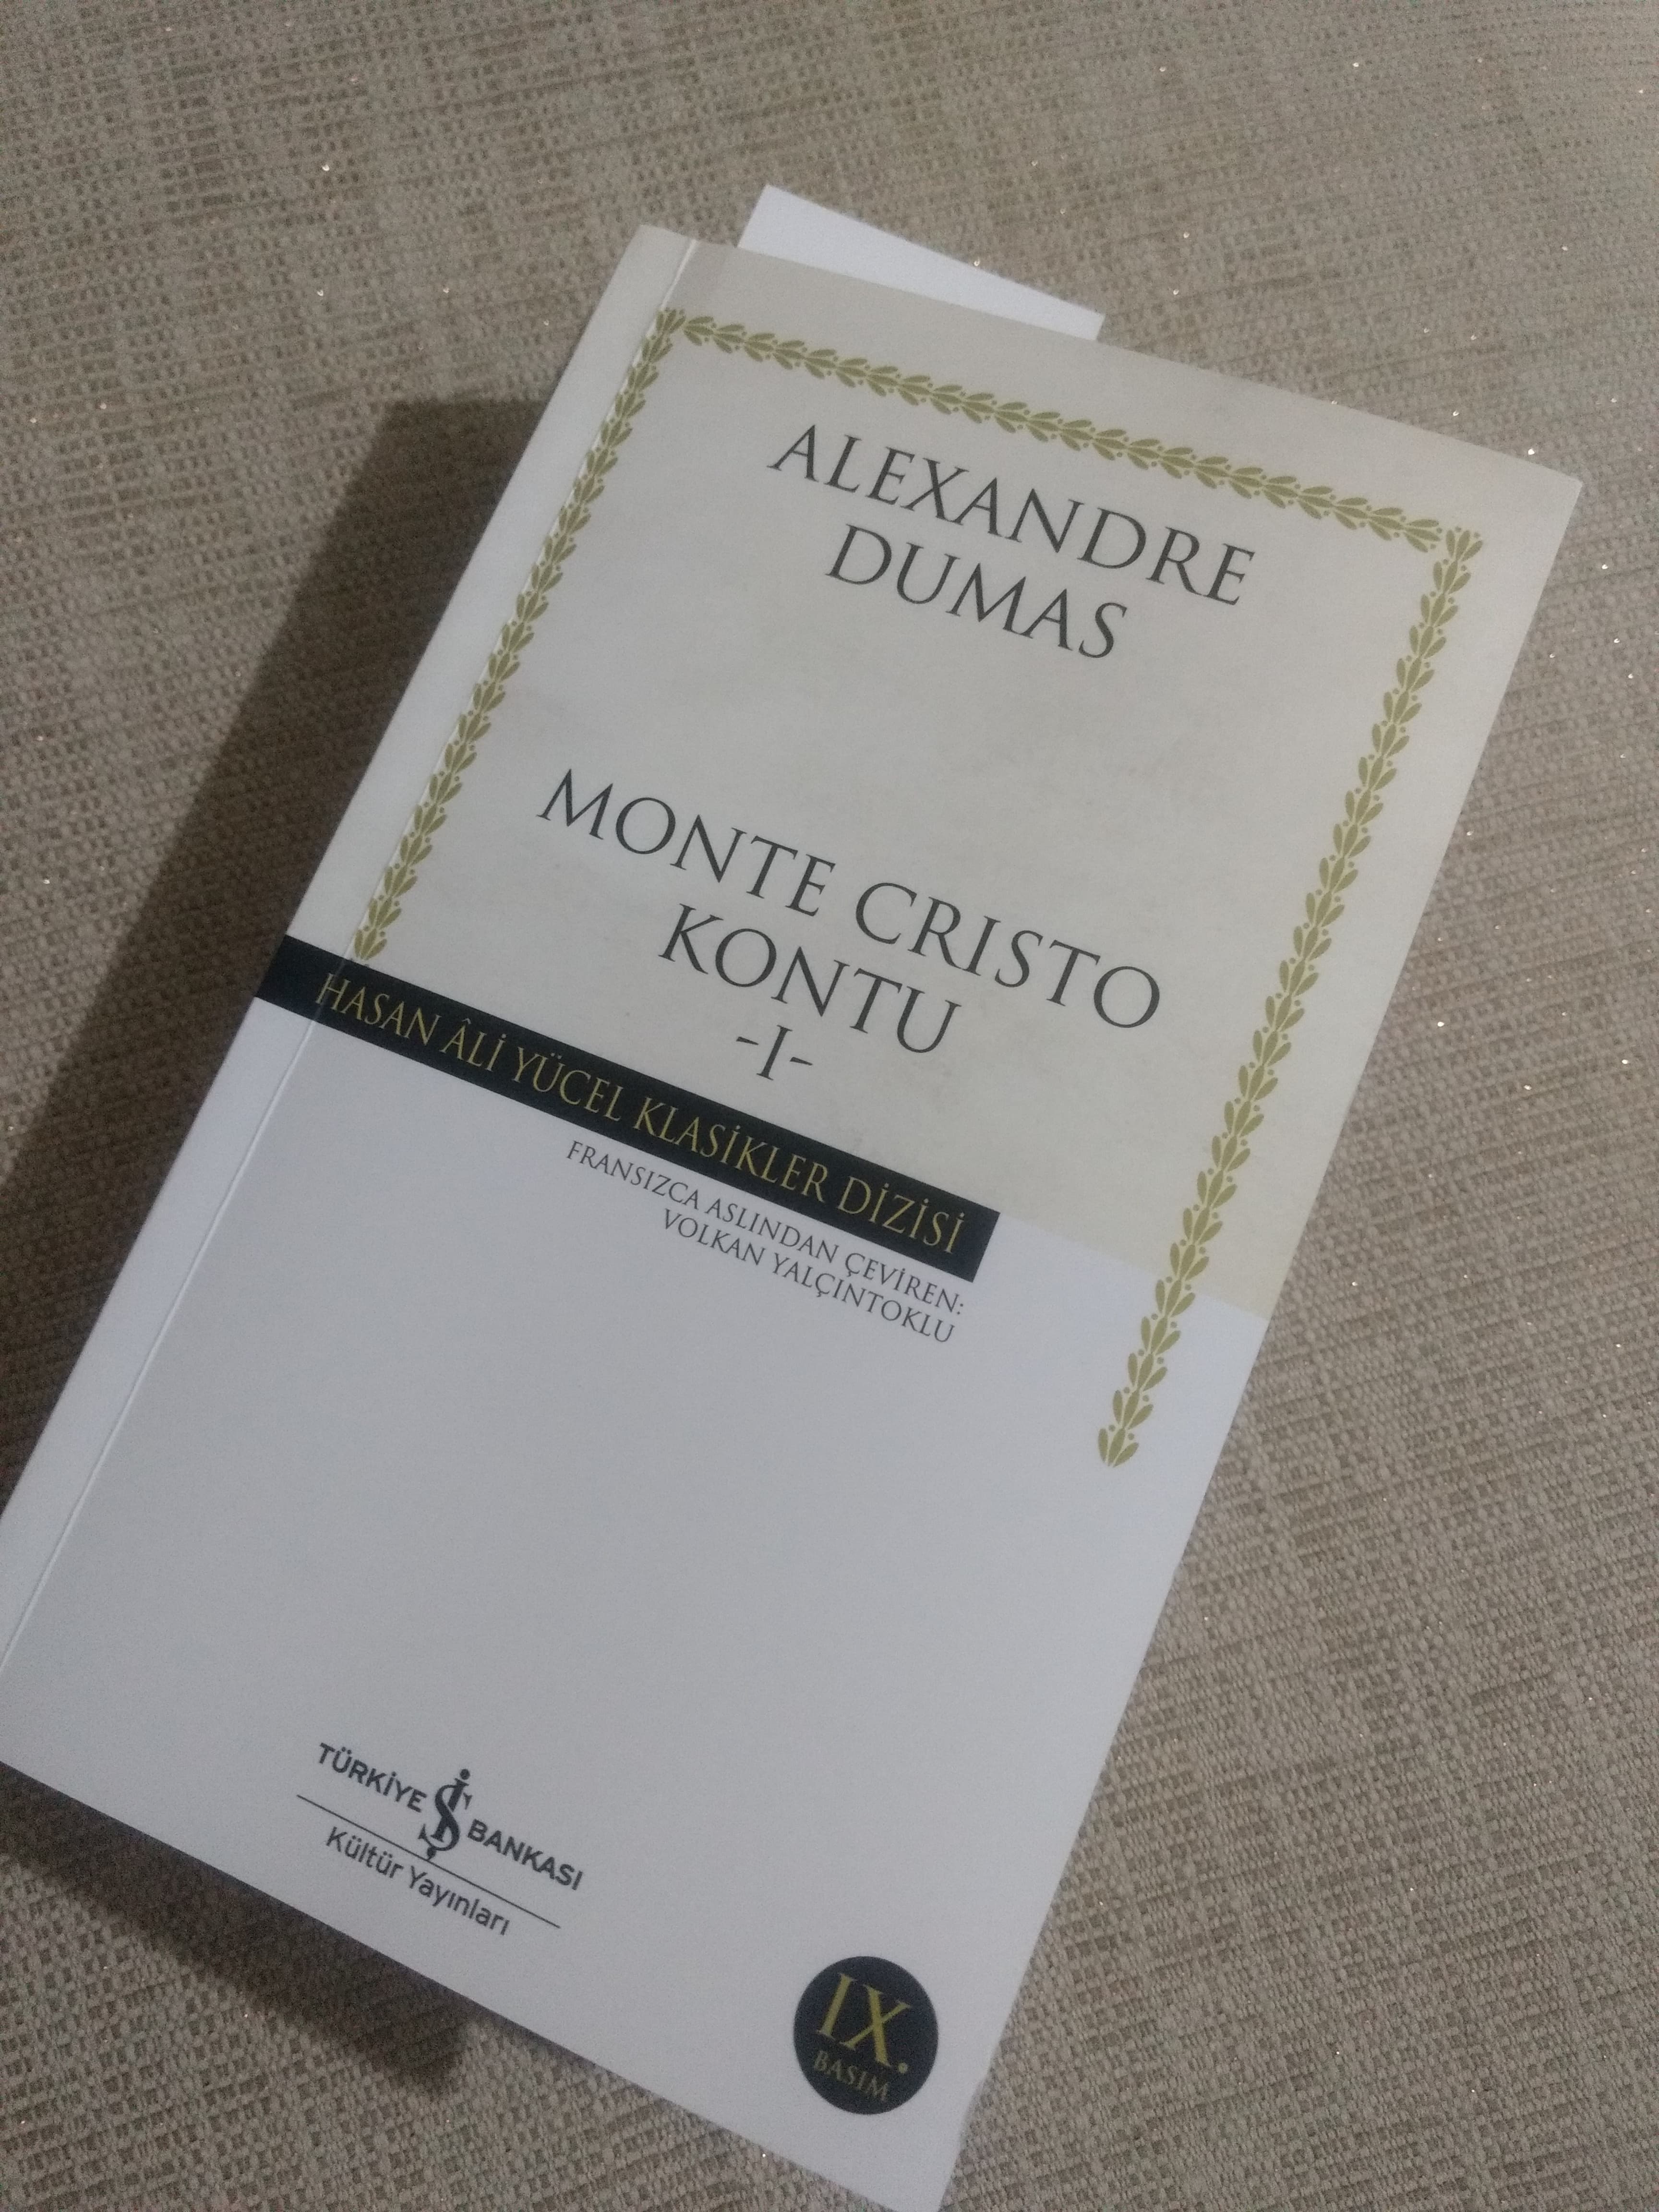 ALEXANDRE
DUMAS
MONTE CRISTO
KONTU
-I-
HASAN ÂLİ YÜCEL KLASİKLER DİZİSİ
FRANSIZCA ASLINDAN ÇEVİREN:
VOLKAN YALÇINTOKLU
TÜRKİYE İŞ BANKASI
Kültür Yayınları
IX.
BASIM